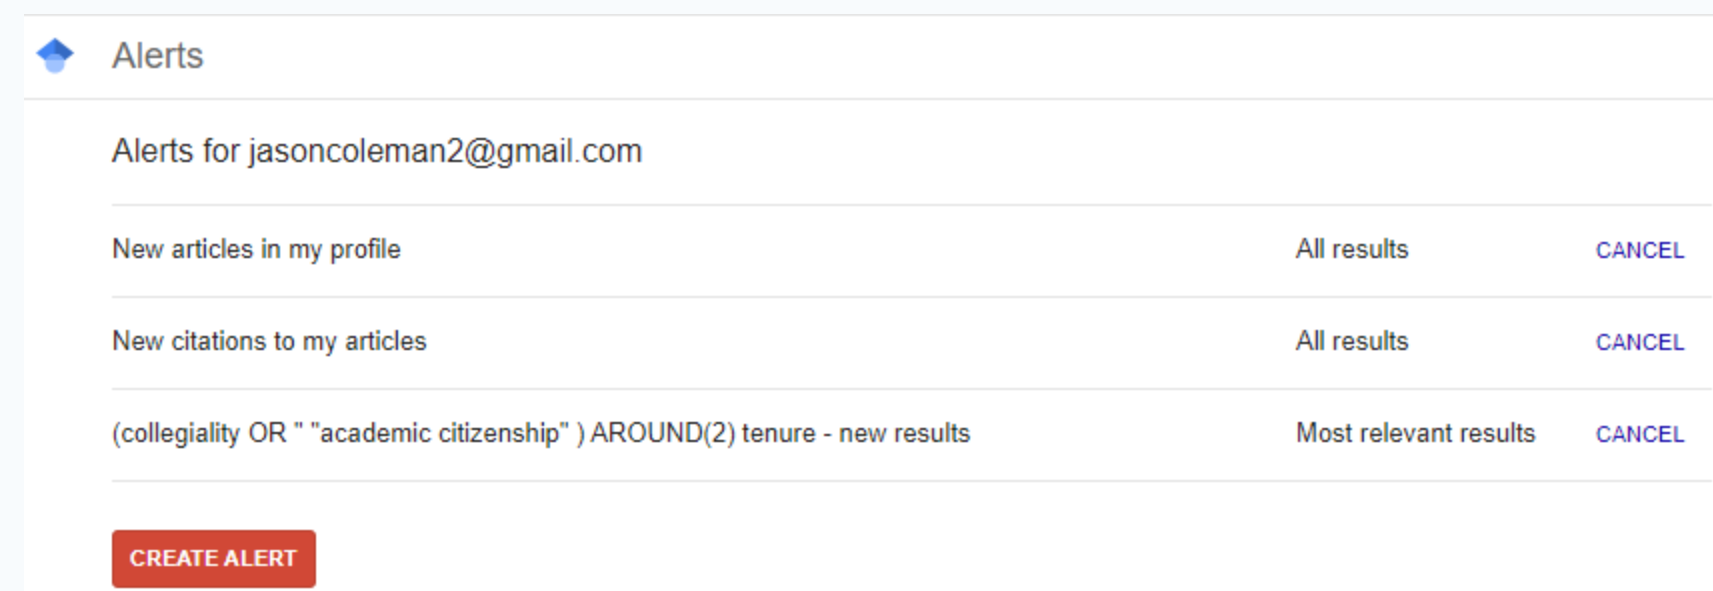 Alerts
Alerts for jasoncoleman2@gmail.com
New articles in my profile All results CANCEL
New citations to my articles All results CANCEL
(collegiality OR " "academic citizenship" ) AROUND(2) tenure - new results Most relevant results CANCEL
CREATE ALERT